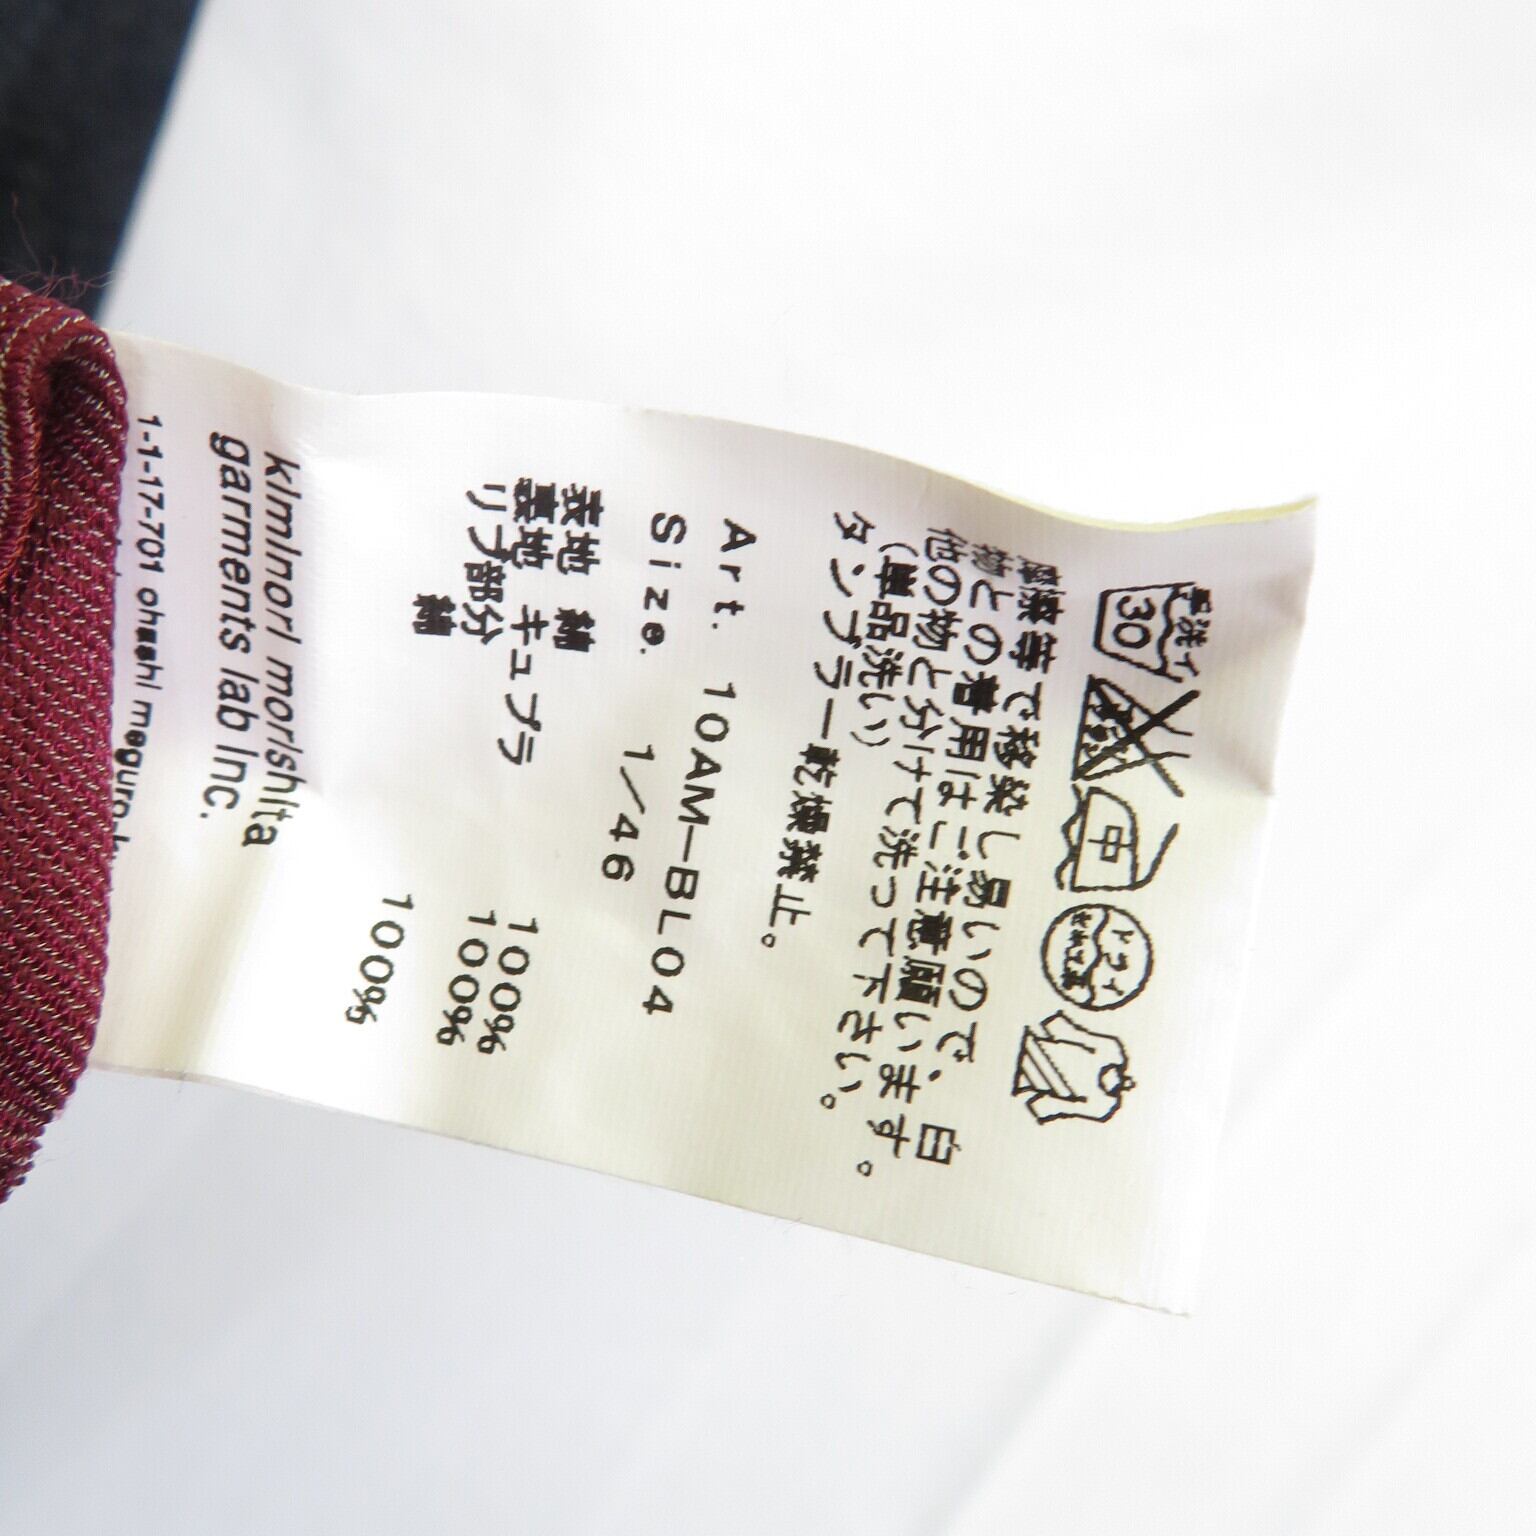 手洗イ
30
中
ドライ
セキユ系
摩擦等で移染し易いので、白
物との着用はご注意願います。
他の物と分けて洗って下さい。
(単品洗い)
タンブラー乾燥禁止。
Art. 10AM-BL04
Size. 1/46
表地 綿 100%
裏地 キュプラ 100%
リブ部分
綿 100%
kiminori morishita
garments lab inc.
1-1-17-701 ohashi meguro